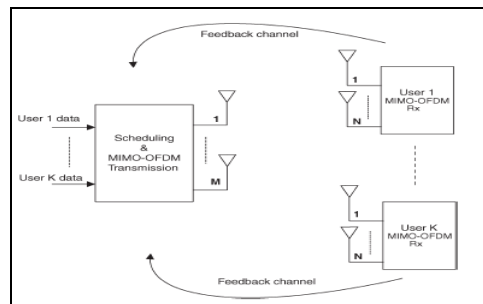 Feedback channel
User 1 data
User K data
Scheduling
&
MIMO-OFDM
Transmission
1
M
1
N
User 1
MIMO-OFDM
Rx
1
N
User K
MIMO-OFDM
Rx
Feedback channel